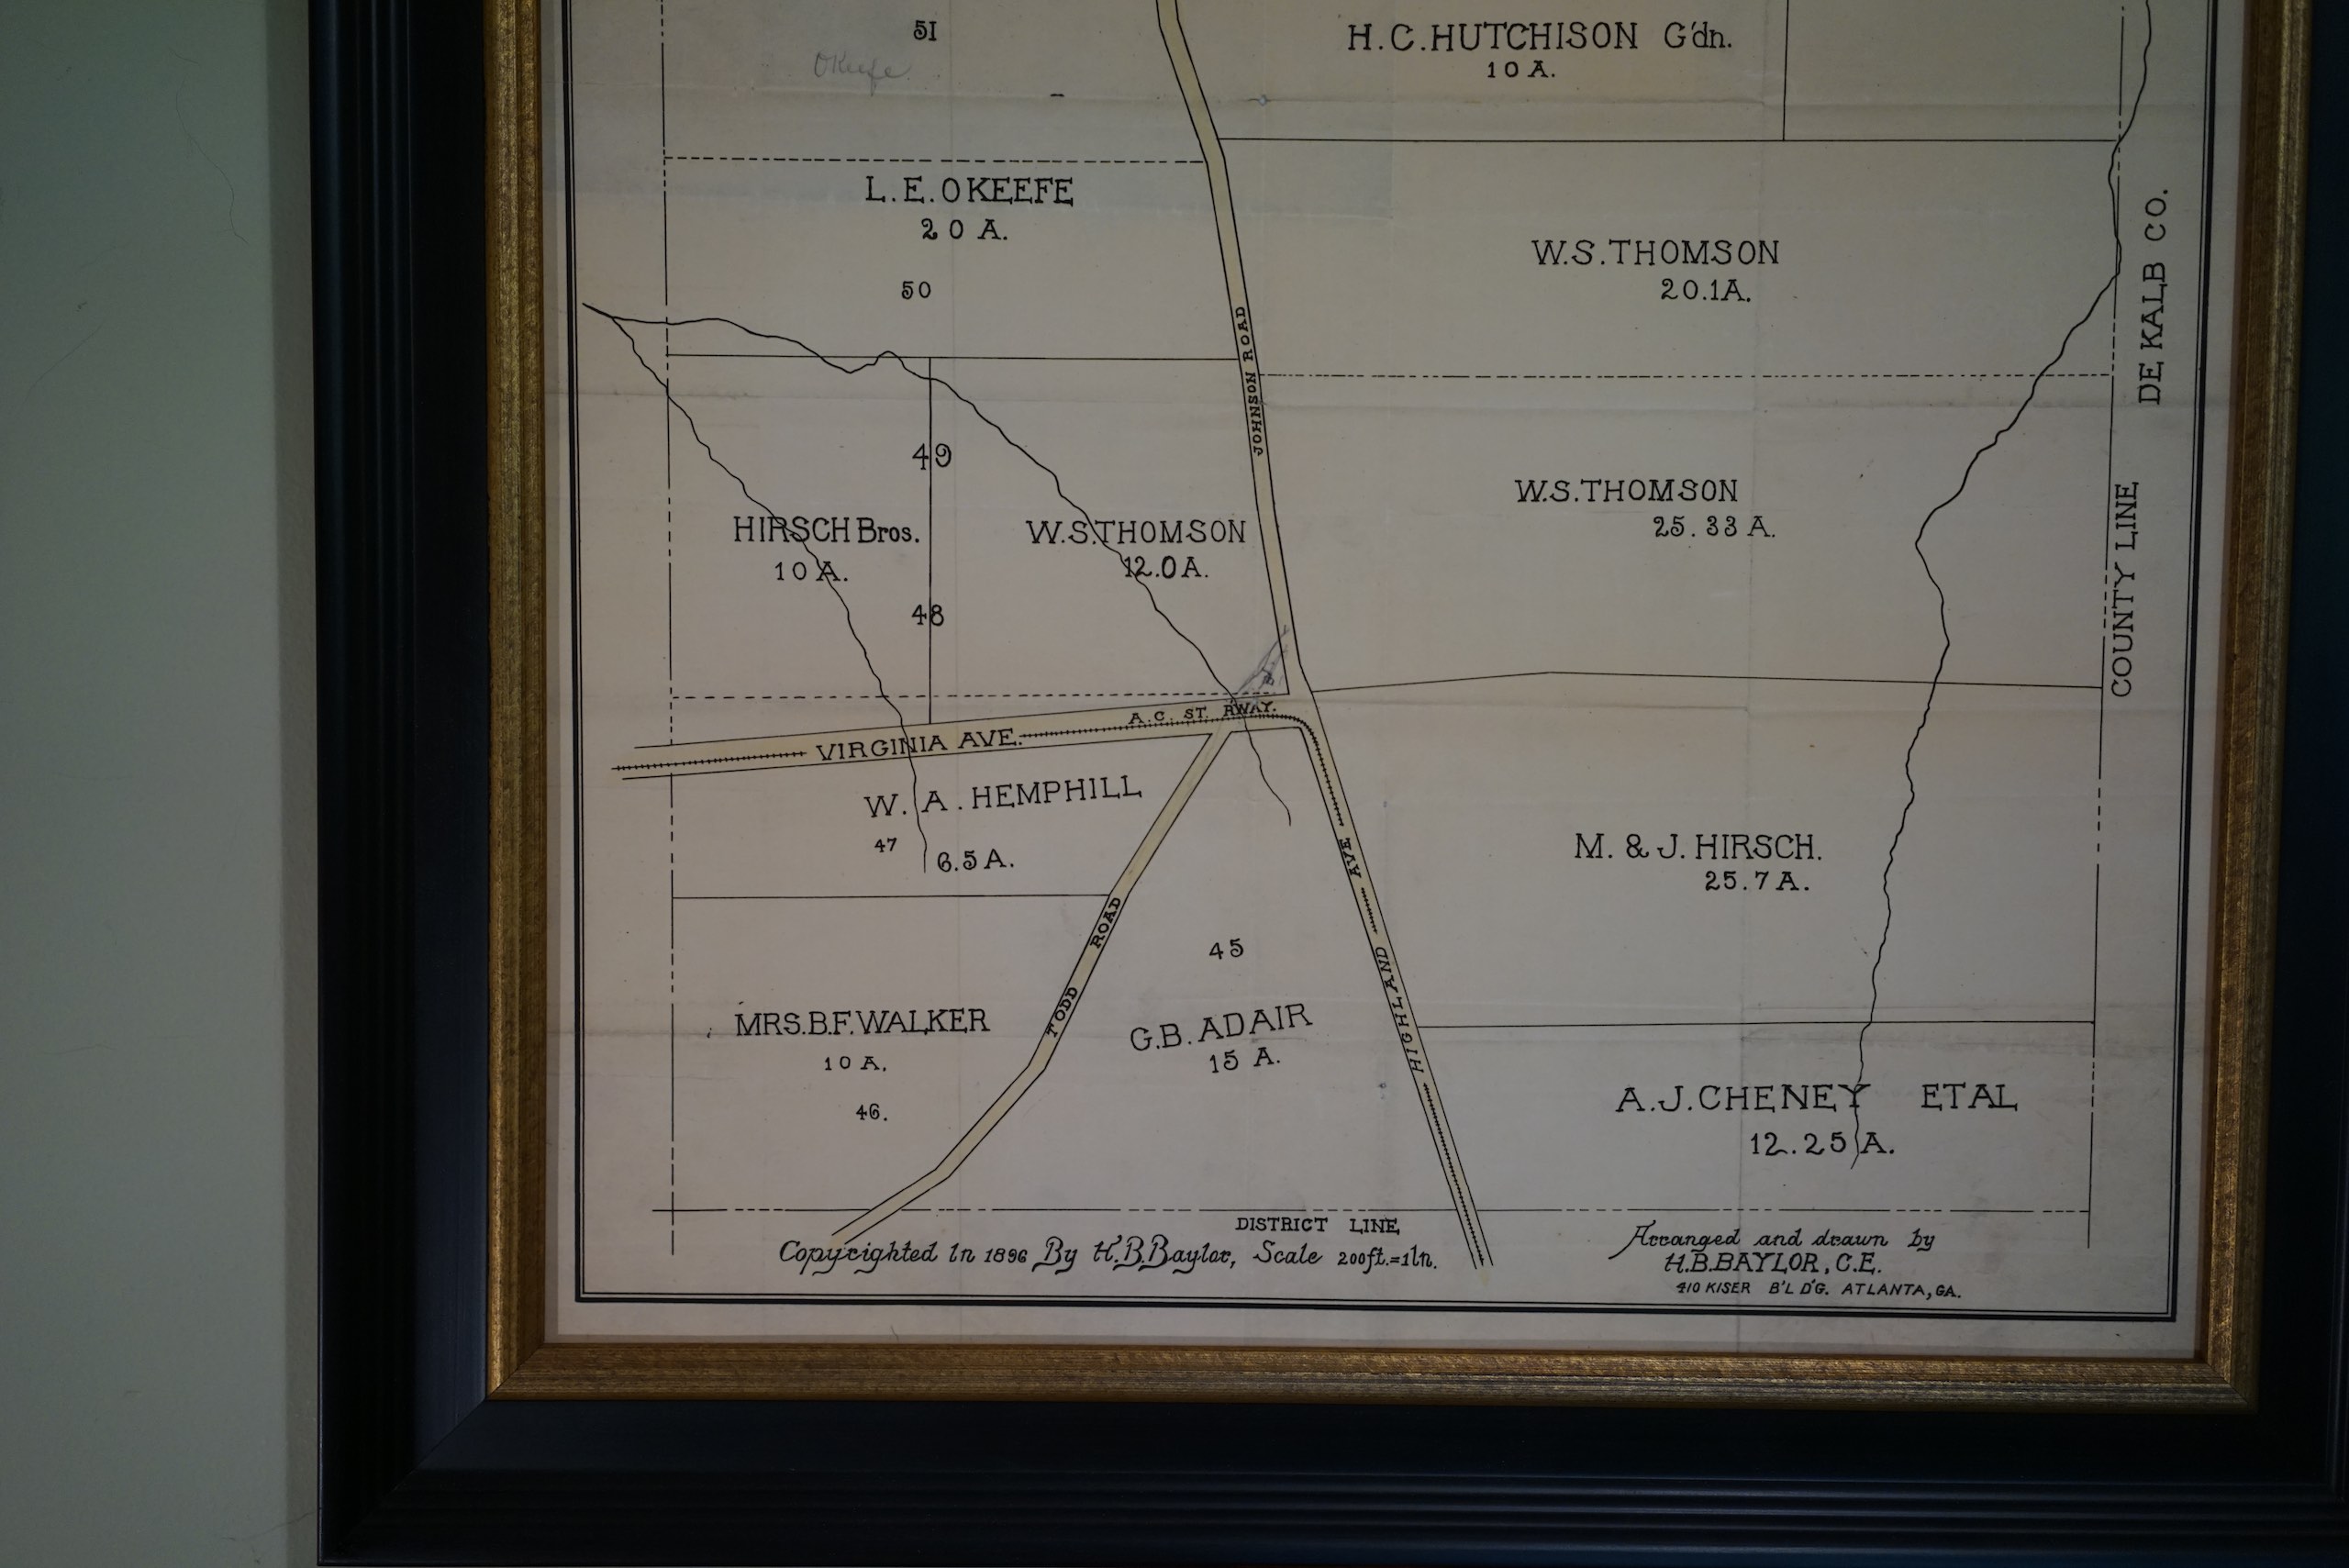 51
OKeefe
H.C.HUTCHISON G'dn.
10 A.
L.E.OKEEFE
20 A.
50
W.S.THOMSON
20.1A.
DE KALB CO.
JOHNSON ROAD
49
HIRSCH Bros.
10 A.
48
W.S.THOMSON
12.0 A.
W.S.THOMSON
25.33 A.
COUNTY LINE
A.C. ST. RWAY.
VIRGINIA AVE.
W. A. HEMPHILL
47
6.5 A.
M. & J. HIRSCH.
25.7 A.
TODD ROAD
HIGHLAND AVE
45
G.B. ADAIR
15 A.
MRS.B.F.WALKER
10 A.
46.
A.J.CHENEY ETAL
12.25 A.
DISTRICT LINE
Copyrighted In 1896 By H.B.Baylor, Scale 200ft.=1In.
Arranged and drawn by
H.B.BAYLOR, C.E.
410 KISER B'L D'G. ATLANTA, GA.